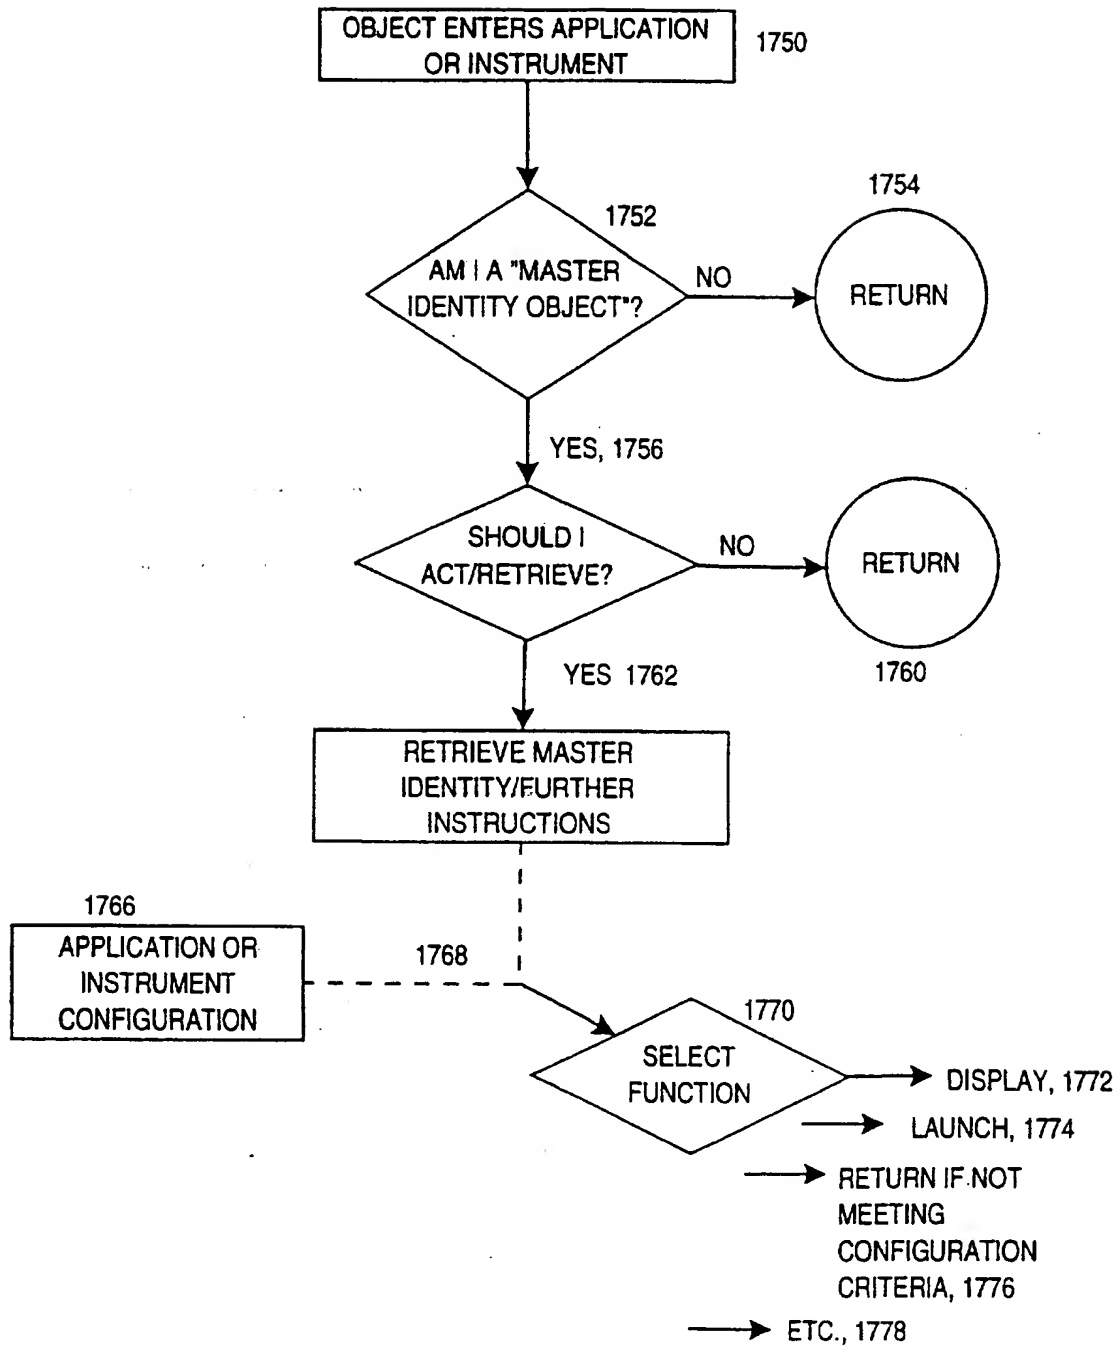 OBJECT ENTERS APPLICATION
OR INSTRUMENT
1750
1752
AM I A "MASTER
IDENTITY OBJECT"?
NO
1754
RETURN
YES, 1756
SHOULD I
ACT/RETRIEVE?
NO
RETURN
1760
YES 1762
RETRIEVE MASTER
IDENTITY/FURTHER
INSTRUCTIONS
1766
APPLICATION OR
INSTRUMENT
CONFIGURATION
1768
1770
SELECT
FUNCTION
DISPLAY, 1772
LAUNCH, 1774
RETURN IF NOT
MEETING
CONFIGURATION
CRITERIA, 1776
ETC., 1778